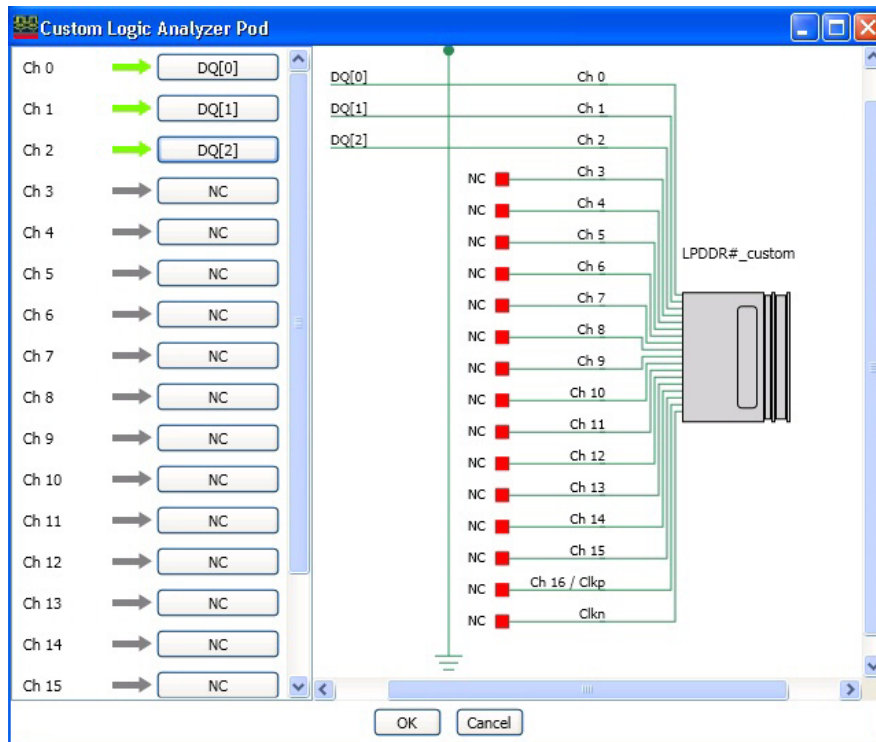 Custom Logic Analyzer Pod
Ch 0 DQ[0]
Ch 1 DQ[1]
Ch 2 DQ[2]
Ch 3 NC
Ch 4 NC
Ch 5 NC
Ch 6 NC
Ch 7 NC
Ch 8 NC
Ch 9 NC
Ch 10 NC
Ch 11 NC
Ch 12 NC
Ch 13 NC
Ch 14 NC
Ch 15 NC
DQ[0] Ch 0
DQ[1] Ch 1
DQ[2] Ch 2
NC Ch 3
NC Ch 4
NC Ch 5
NC Ch 6
NC Ch 7
NC Ch 8
NC Ch 9
NC Ch 10
NC Ch 11
NC Ch 12
NC Ch 13
NC Ch 14
NC Ch 15
NC Ch 16 / Clkp
NC Clkn
LPDDR#_custom
OK Cancel